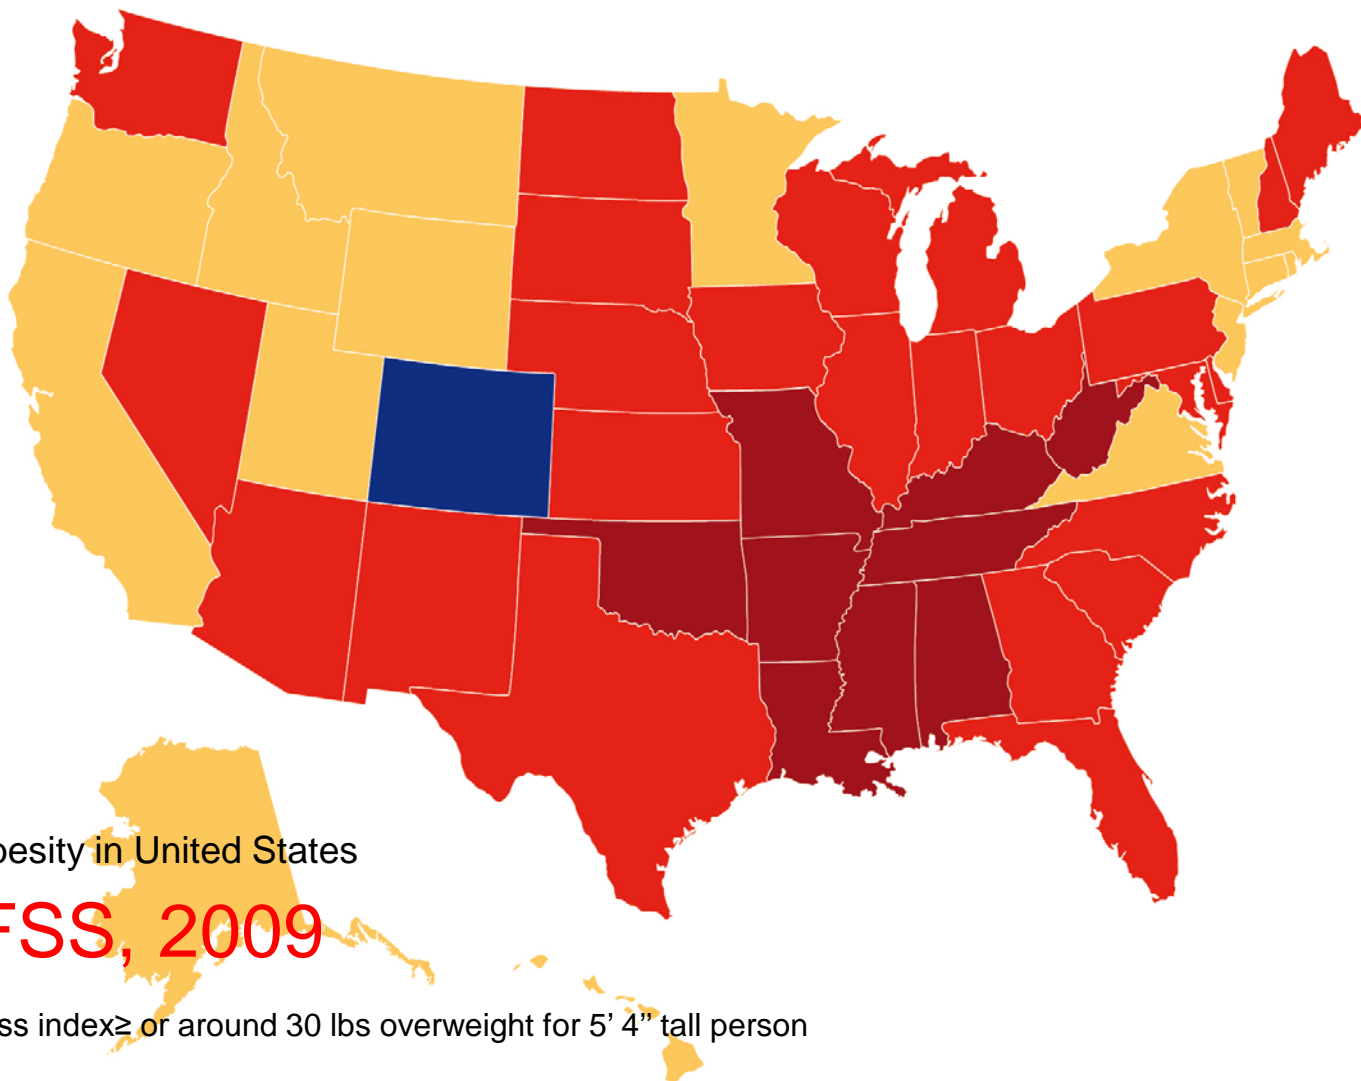 besity in United States
FSS, 2009
ss index≥ or around 30 lbs overweight for 5’ 4” tall person